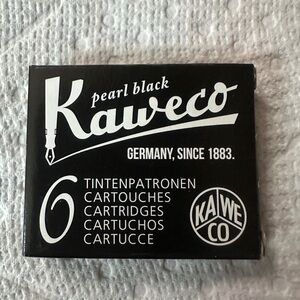 pearl black
Kaweco
GERMANY, SINCE 1883.
6
TINTENPATRONEN
CARTOUCHES
CARTRIDGES
CARTUCHOS
CARTUCCE
KA WE
CO